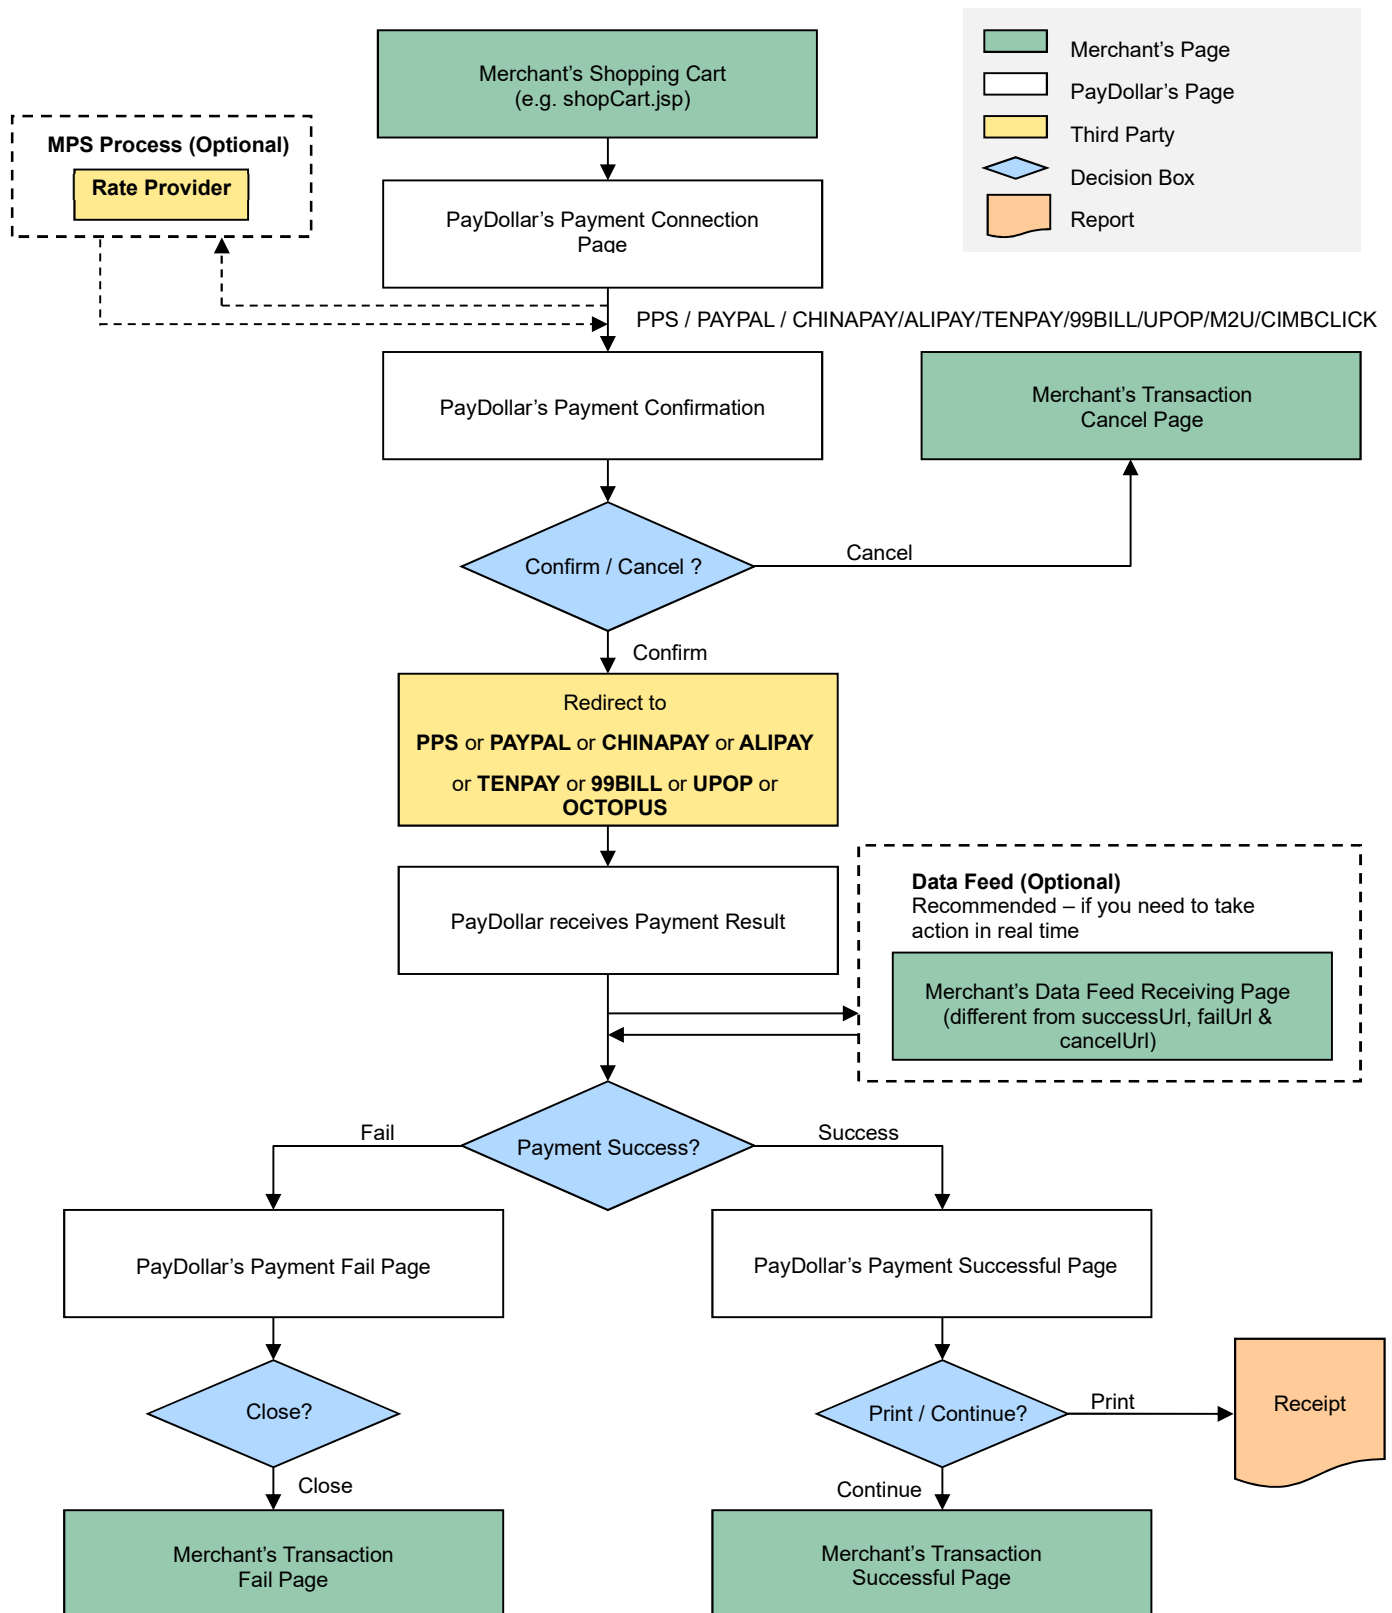 Merchant's Shopping Cart
(e.g. shopCart.jsp)
Merchant's Page
PayDollar's Page
Third Party
Decision Box
Report
MPS Process (Optional)
Rate Provider
PayDollar's Payment Connection
Page
PPS / PAYPAL / CHINAPAY/ALIPAY/TENPAY/99BILL/UPOP/M2U/CIMBCLICK
PayDollar's Payment Confirmation
Merchant's Transaction
Cancel Page
Confirm / Cancel ?
Cancel
Confirm
Redirect to
PPS or PAYPAL or CHINAPAY or ALIPAY
or TENPAY or 99BILL or UPOP or
OCTOPUS
PayDollar receives Payment Result
Data Feed (Optional)
Recommended – if you need to take
action in real time
Merchant's Data Feed Receiving Page
(different from successUrl, failUrl &
cancelUrl)
Fail
Payment Success?
Success
PayDollar's Payment Fail Page
PayDollar's Payment Successful Page
Close?
Print / Continue?
Print
Receipt
Close
Continue
Merchant's Transaction
Fail Page
Merchant's Transaction
Successful Page